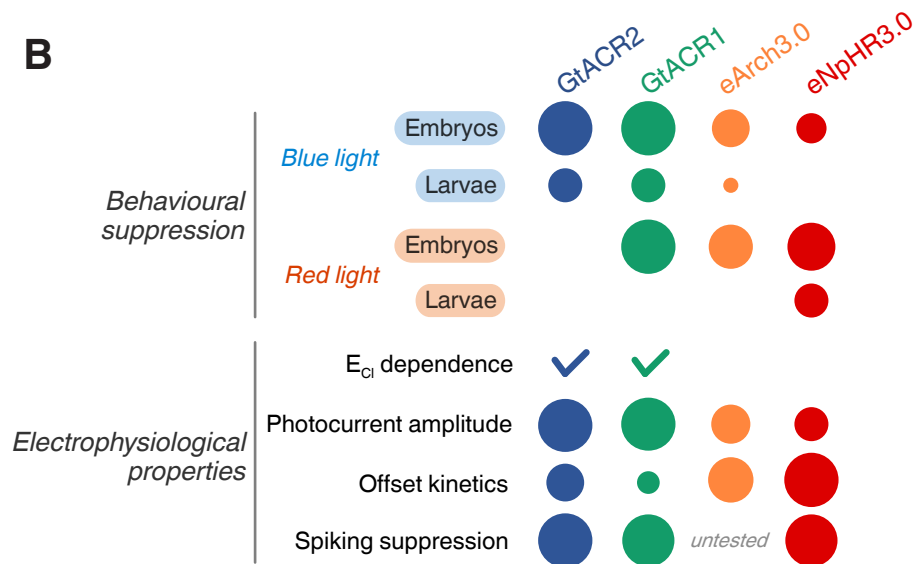 B
GtACR2 GtACR1 eArch3.0 eNpHR3.0
Behavioural
suppression
Blue light
Embryos
Larvae
Red light
Embryos
Larvae
Electrophysiological
properties
ECl dependence
Photocurrent amplitude
Offset kinetics
Spiking suppression untested